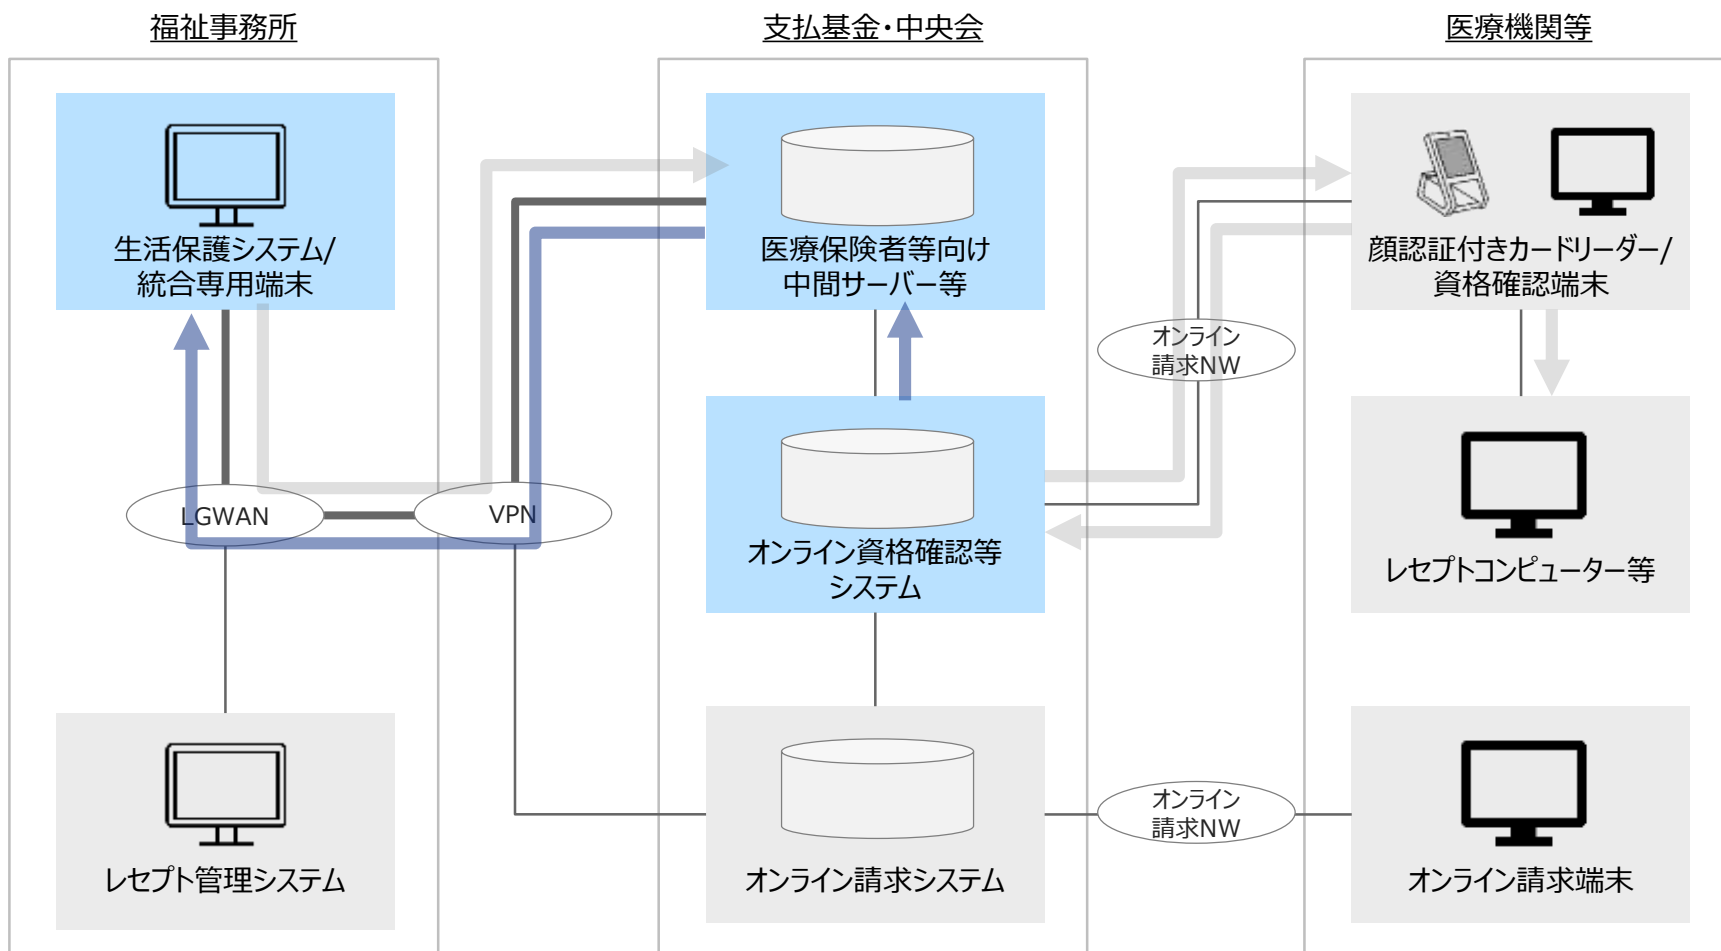 福祉事務所
支払基金・中央会
医療機関等
生活保護システム/
統合専用端末
医療保険者等向け
中間サーバー等
顔認証付きカードリーダー/
資格確認端末
オンライン
請求NW
LGWAN
VPN
オンライン資格確認等
システム
レセプトコンピューター等
レセプト管理システム
オンライン請求システム
オンライン
請求NW
オンライン請求端末